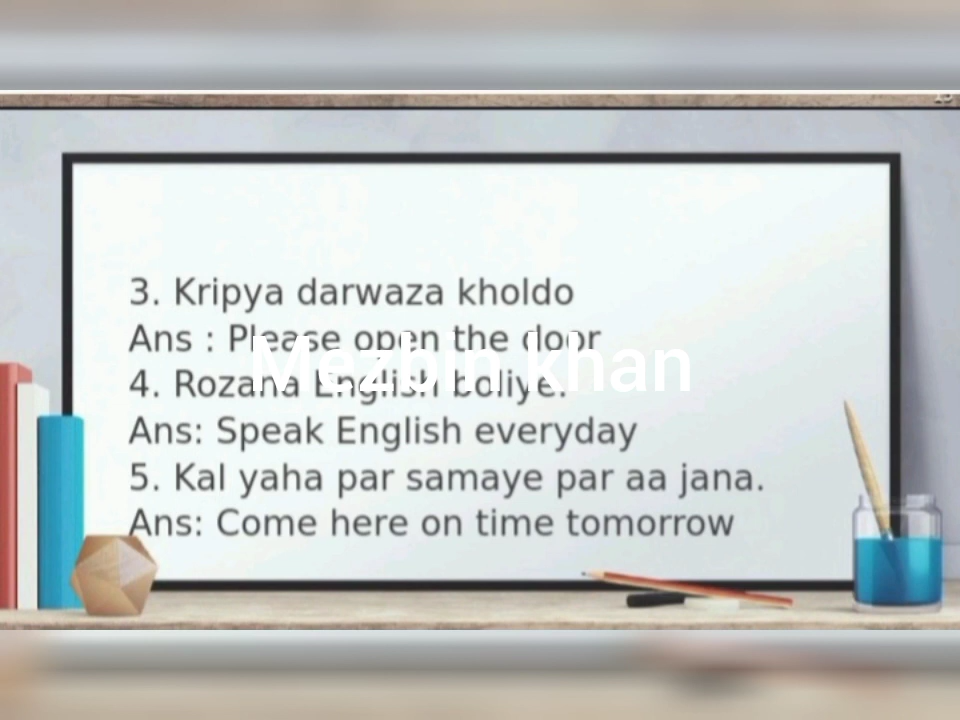 3. Kripya darwaza kholdo
Ans : Please open the door
Mezbin khan
4. Rozana English boliye.
Ans: Speak English everyday
5. Kal yaha par samaye par aa jana.
Ans: Come here on time tomorrow